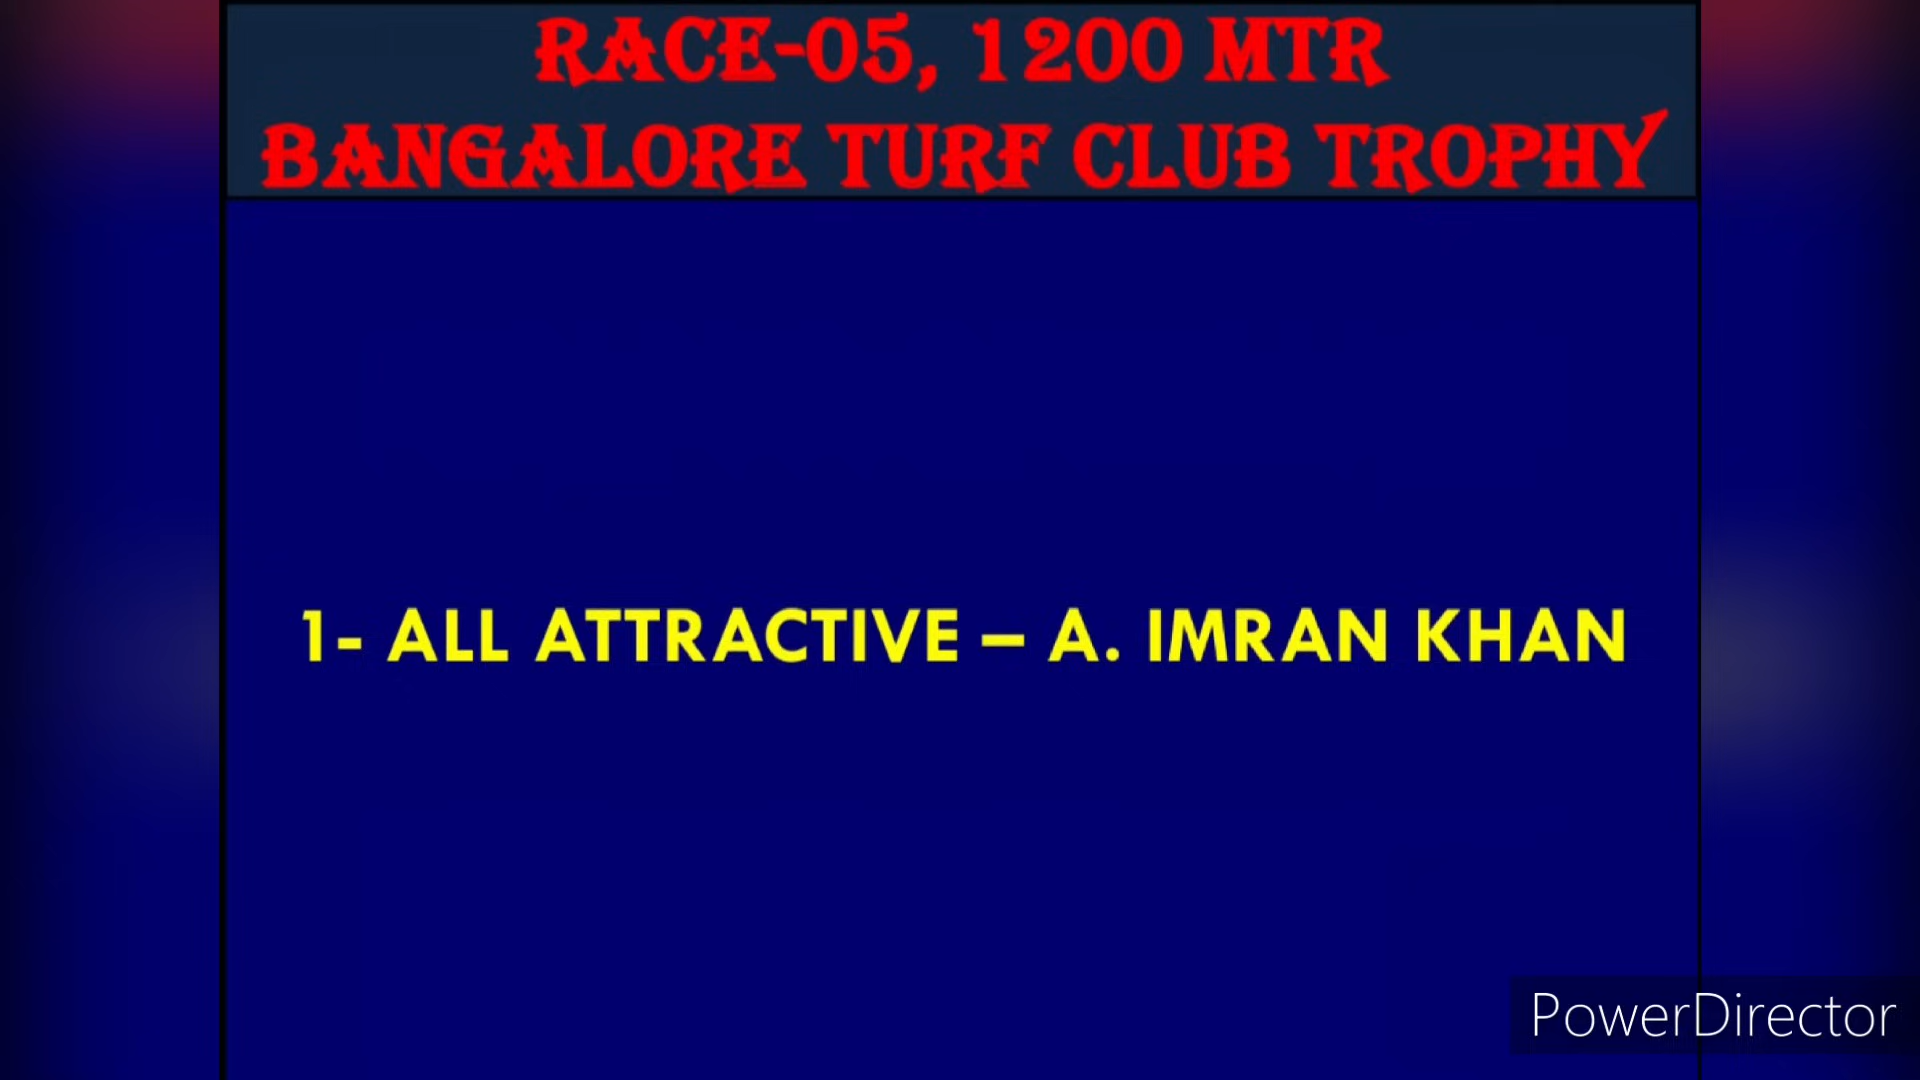 RACE-05, 1200 MTR
BANGALORE TURF CLUB TROPHY
1- ALL ATTRACTIVE – A. IMRAN KHAN
PowerDirector